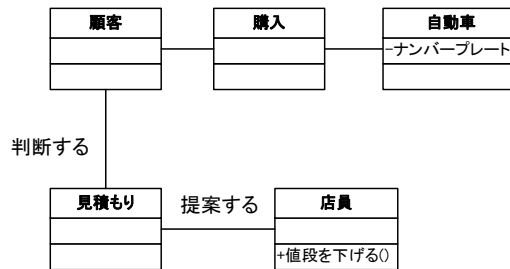 顧客
購入
自動車
-ナンバープレート
判断する
見積もり
提案する
店員
+値段を下げる()